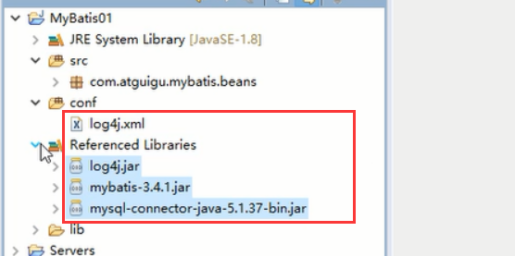 MyBatis01
JRE System Library [JavaSE-1.8]
src
com.atguigu.mybatis.beans
conf
log4j.xml
Referenced Libraries
log4j.jar
mybatis-3.4.1.jar
mysql-connector-java-5.1.37-bin.jar
lib
Servers